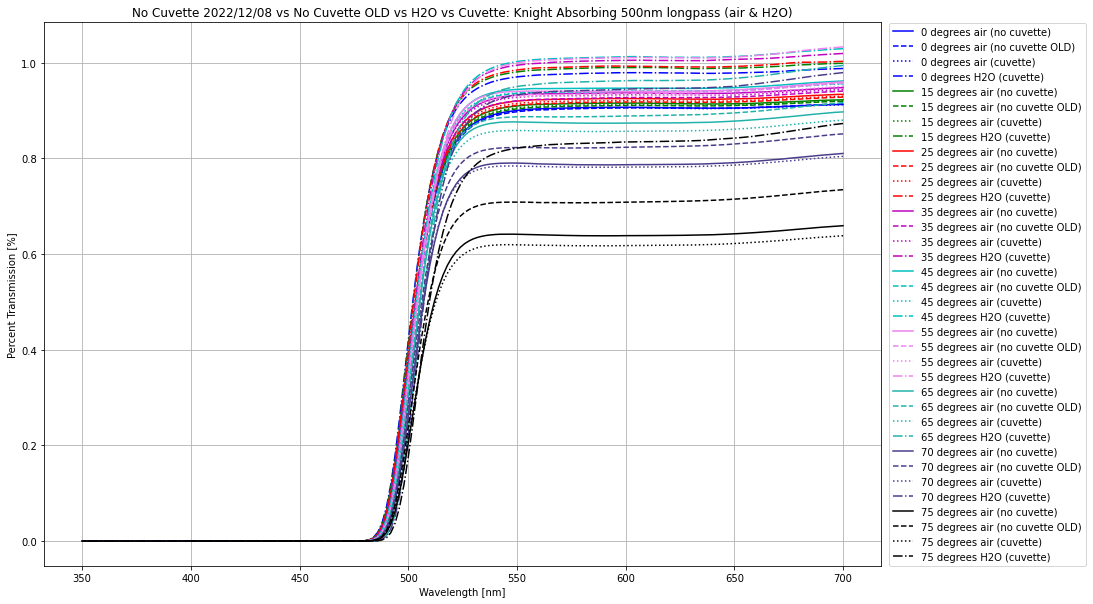 No Cuvette 2022/12/08 vs No Cuvette OLD vs H2O vs Cuvette: Knight Absorbing 500nm longpass (air & H2O)
Percent Transmission [%]
1.0
0.8
0.6
0.4
0.2
0.0
350 400 450 500 550 600 650 700
Wavelength [nm]
0 degrees air (no cuvette)
0 degrees air (no cuvette OLD)
0 degrees air (cuvette)
0 degrees H2O (cuvette)
15 degrees air (no cuvette)
15 degrees air (no cuvette OLD)
15 degrees air (cuvette)
15 degrees H2O (cuvette)
25 degrees air (no cuvette)
25 degrees air (no cuvette OLD)
25 degrees air (cuvette)
25 degrees H2O (cuvette)
35 degrees air (no cuvette)
35 degrees air (no cuvette OLD)
35 degrees air (cuvette)
35 degrees H2O (cuvette)
45 degrees air (no cuvette)
45 degrees air (no cuvette OLD)
45 degrees air (cuvette)
45 degrees H2O (cuvette)
55 degrees air (no cuvette)
55 degrees air (no cuvette OLD)
55 degrees air (cuvette)
55 degrees H2O (cuvette)
65 degrees air (no cuvette)
65 degrees air (no cuvette OLD)
65 degrees air (cuvette)
65 degrees H2O (cuvette)
70 degrees air (no cuvette)
70 degrees air (no cuvette OLD)
70 degrees air (cuvette)
70 degrees H2O (cuvette)
75 degrees air (no cuvette)
75 degrees air (no cuvette OLD)
75 degrees air (cuvette)
75 degrees H2O (cuvette)